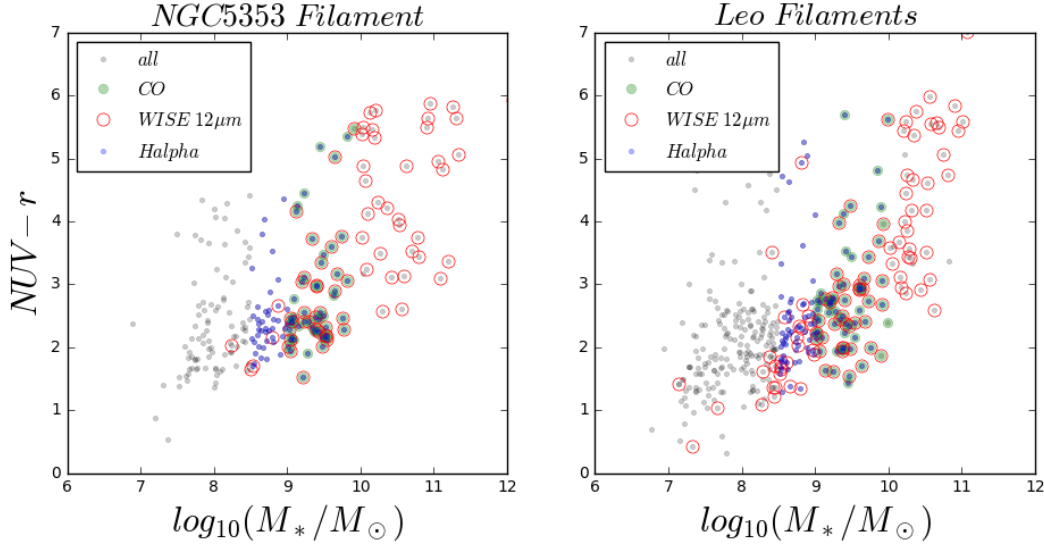 NGC5353 Filament
7
6
5
4
3
2
1
0
NUV − r
all
CO
WISE 12μm
Halpha
6 7 8 9 10 11 12
log₁₀(M∗/M⊙)
Leo Filaments
7
6
5
4
3
2
1
0
all
CO
WISE 12μm
Halpha
6 7 8 9 10 11 12
log₁₀(M∗/M⊙)